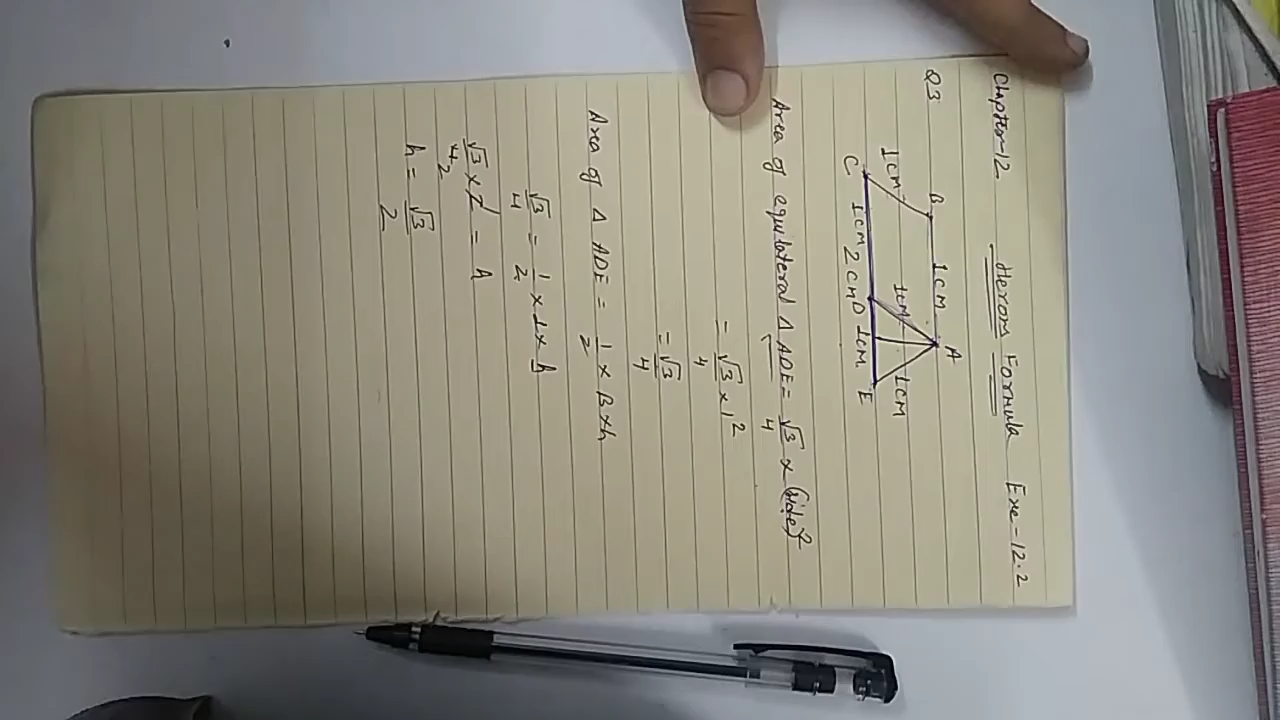 Chapter-12 Herom Formula Exe-12.2
Q3
B 1cm A
1cm 1cm 1cm
C 1cm 2cm D 1cm E
Area of equilateral Δ ADE = √3/4 × (side)²
= √3/4 × 1²
= √3/4
Area of Δ ADE = 1/2 × B×h
√3/4 = 1/2 × 1 × h
√3/4 × 2 = h
2
h = √3/2